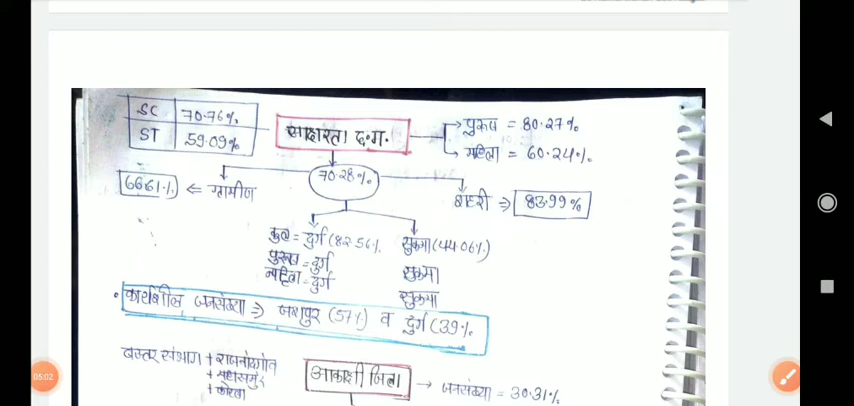 SC 70.76%
ST 59.09%
साक्षरता छ.ग.
पुरुष = 80.27%
महिला = 60.24%
70.28%
66.61% ⇐ ग्रामीण
शहरी ⇒ 83.99%
कुल = दुर्ग (82.56% सुकमा (44.06%)
पुरुष = दुर्ग सुकमा
महिला = दुर्ग सुकमा
• कार्यशील जनसंख्या ⇒ जशपुर (57%) व दुर्ग (39%
बस्तर संभाग + राजनांदगांव
+ महासमुंद
+ कोरबा
आकांक्षी जिला → जनसंख्या = 30.31%
05:02